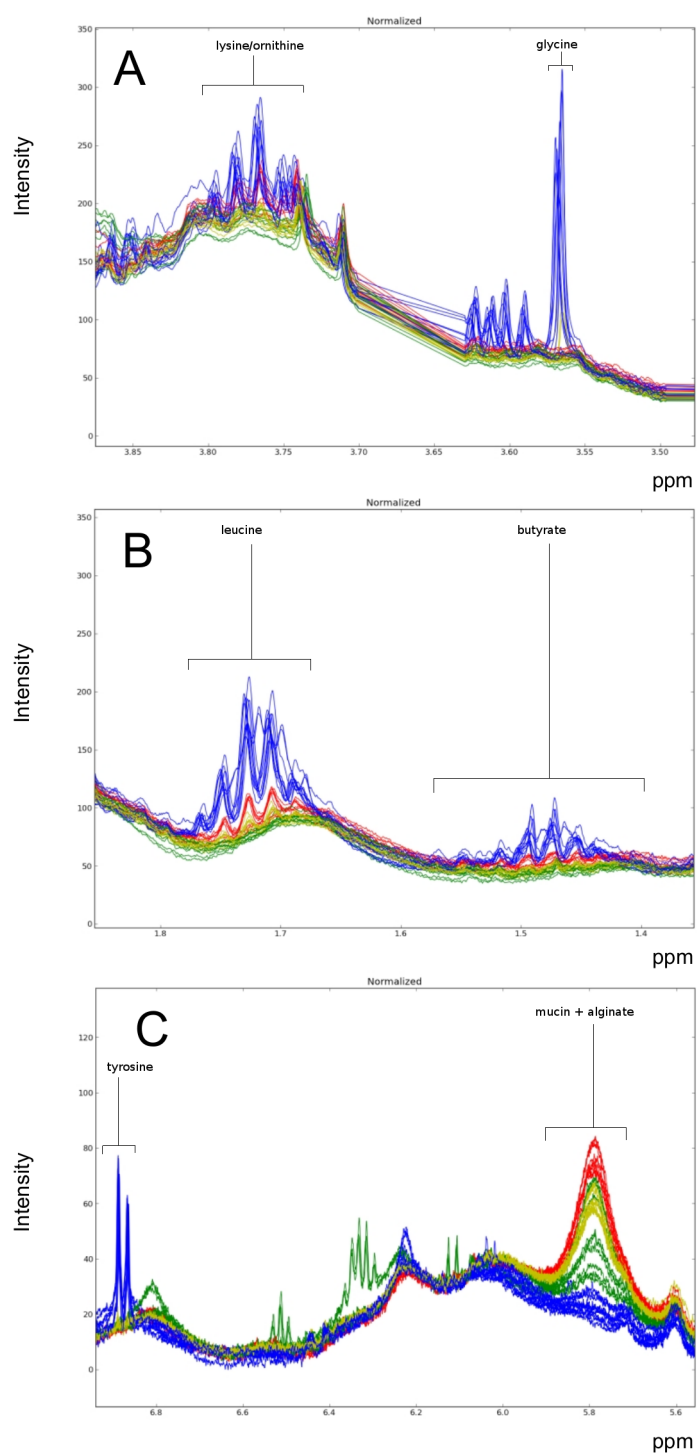 Normalized
A
lysine/ornithine
glycine
Intensity
350
300
250
200
150
100
50
0
3.85 3.80 3.75 3.70 3.65 3.60 3.55 3.50
ppm
Normalized
B
leucine
butyrate
Intensity
350
300
250
200
150
100
50
0
1.8 1.7 1.6 1.5 1.4
ppm
Normalized
C
mucin + alginate
tyrosine
Intensity
120
100
80
60
40
20
0
6.8 6.6 6.4 6.2 6.0 5.8 5.6
ppm